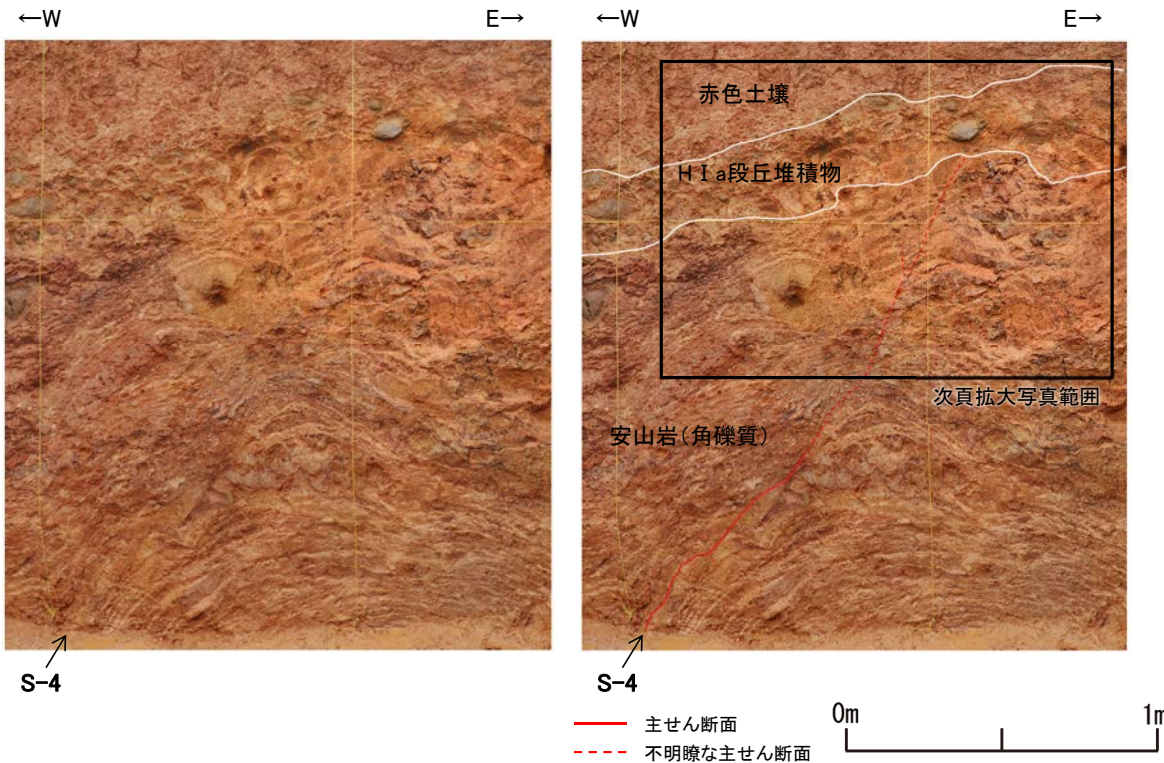 ←W
E→
←W
E→
赤色土壌
HⅠa段丘堆積物
次頁拡大写真範囲
安山岩(角礫質)
S-4
S-4
主せん断面
不明瞭な主せん断面
0m
1m